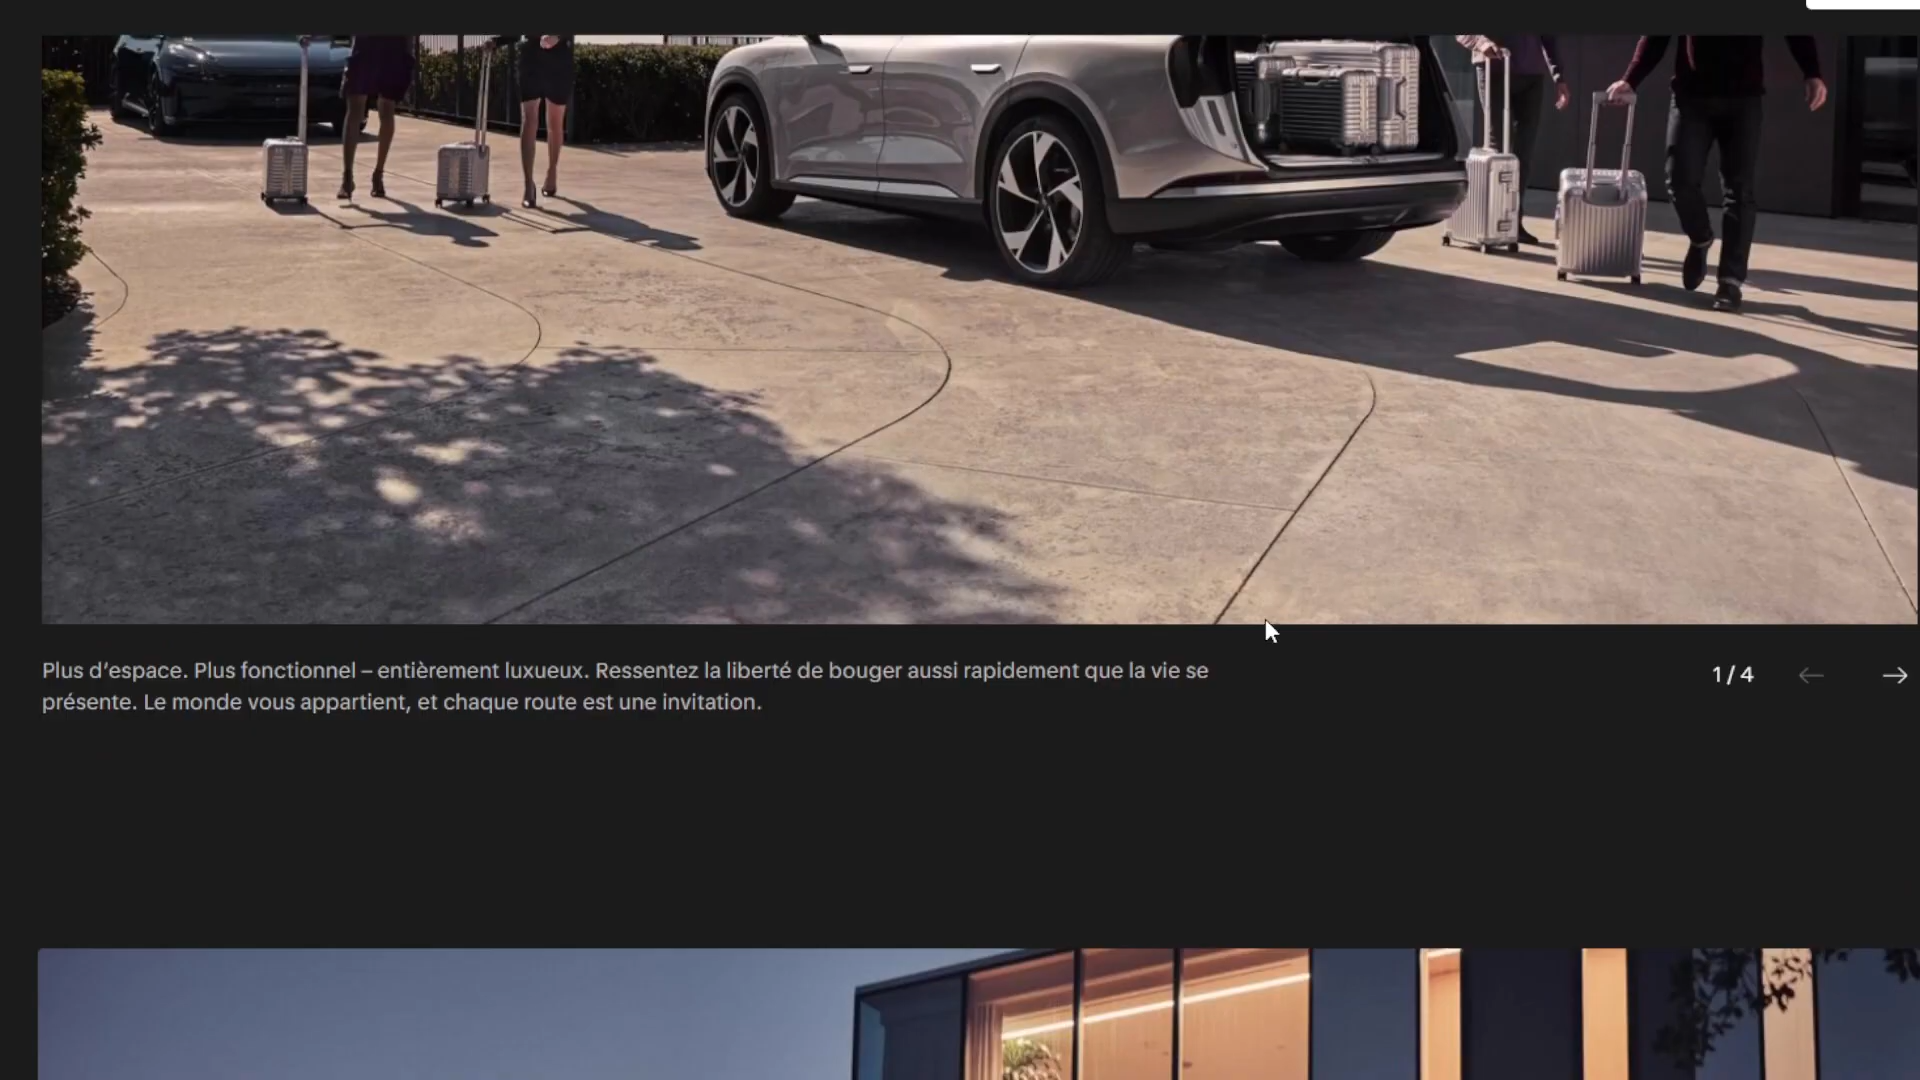 Plus d’espace. Plus fonctionnel – entièrement luxueux. Ressentez la liberté de bouger aussi rapidement que la vie se
présente. Le monde vous appartient, et chaque route est une invitation.
1 / 4